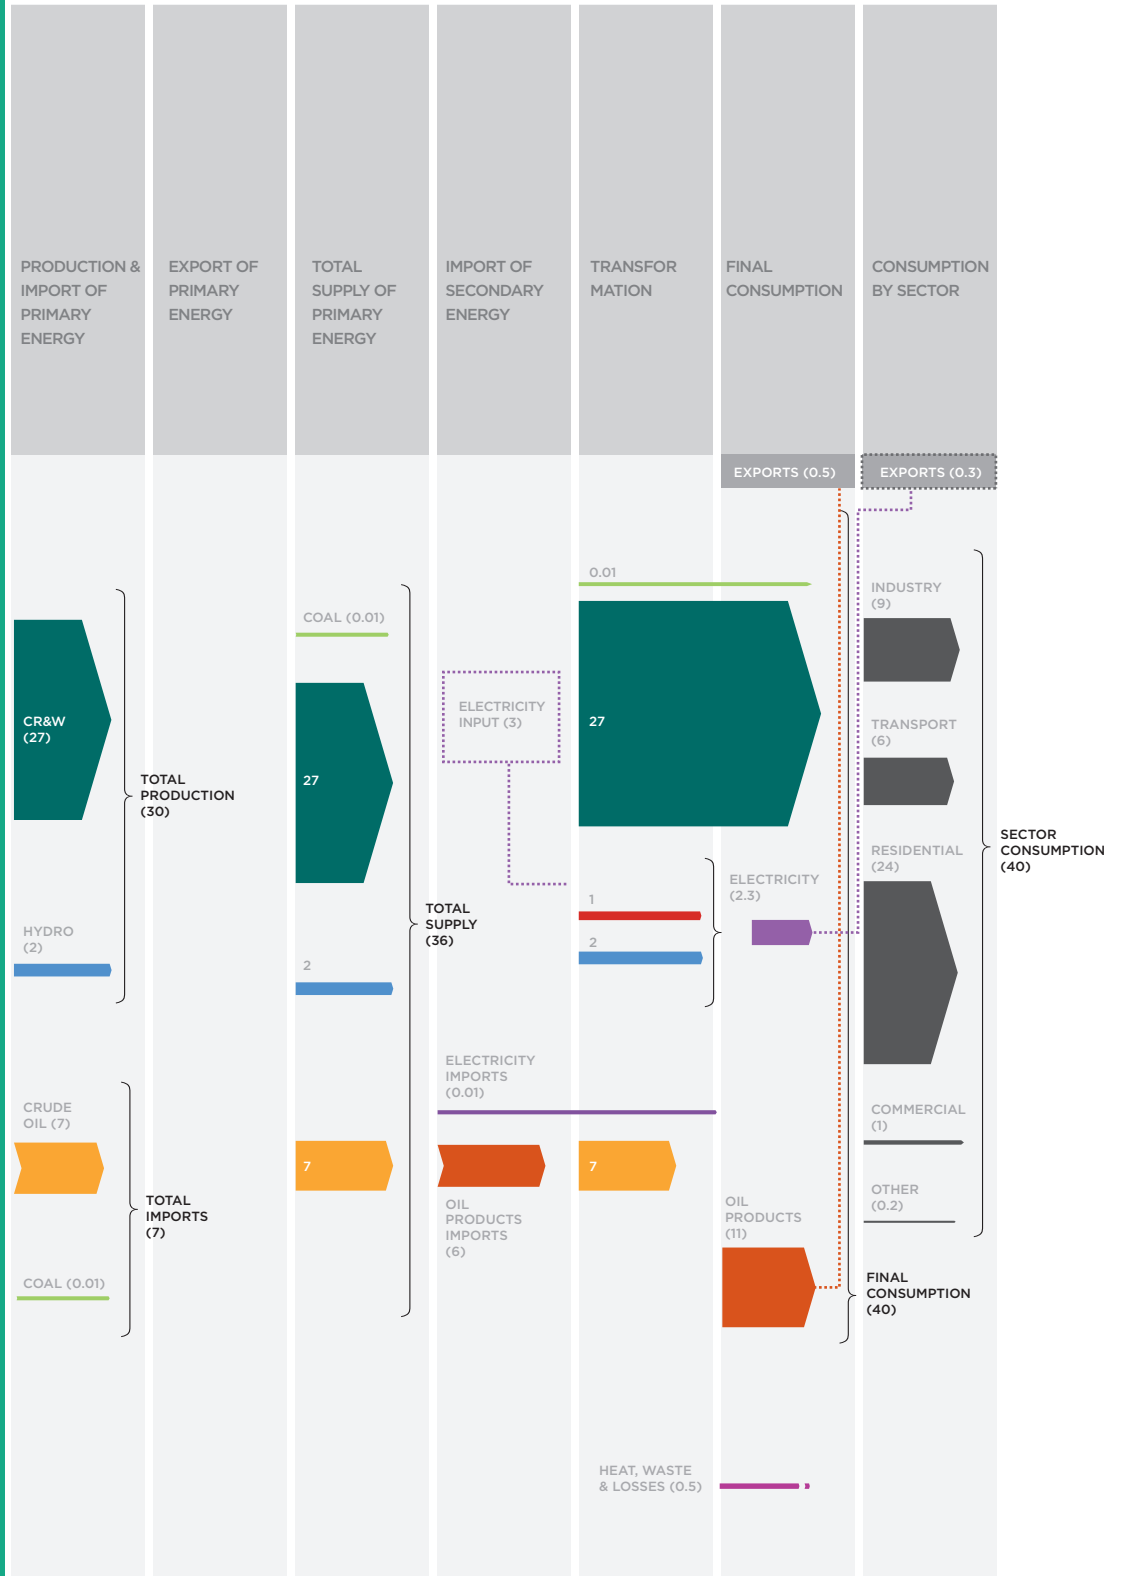 PRODUCTION &
IMPORT OF
PRIMARY
ENERGY
EXPORT OF
PRIMARY
ENERGY
TOTAL
SUPPLY OF
PRIMARY
ENERGY
IMPORT OF
SECONDARY
ENERGY
TRANSFOR
MATION
FINAL
CONSUMPTION
CONSUMPTION
BY SECTOR
EXPORTS (0.5)
EXPORTS (0.3)
CR&W
(27)
TOTAL
PRODUCTION
(30)
HYDRO
(2)
CRUDE
OIL (7)
TOTAL
IMPORTS
(7)
COAL (0.01)
COAL (0.01)
27
TOTAL
SUPPLY
(36)
2
7
ELECTRICITY
INPUT (3)
ELECTRICITY
IMPORTS
(0.01)
OIL
PRODUCTS
IMPORTS
(6)
0.01
27
1
2
7
ELECTRICITY
(2.3)
OIL
PRODUCTS
(11)
HEAT, WASTE
& LOSSES (0.5)
FINAL
CONSUMPTION
(40)
INDUSTRY
(9)
TRANSPORT
(6)
RESIDENTIAL
(24)
COMMERCIAL
(1)
OTHER
(0.2)
SECTOR
CONSUMPTION
(40)